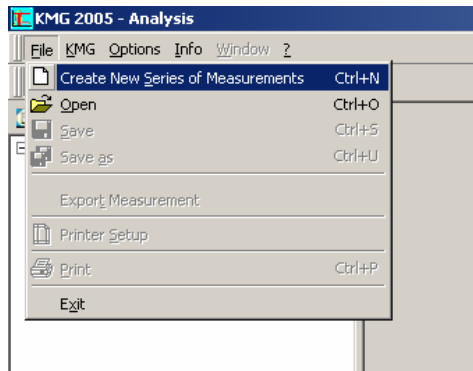 KMG 2005 - Analysis
File KMG Options Info Window ?
Create New Series of Measurements Ctrl+N
Open Ctrl+O
Save Ctrl+S
Save as Ctrl+U
Export Measurement
Printer Setup
Print Ctrl+P
Exit